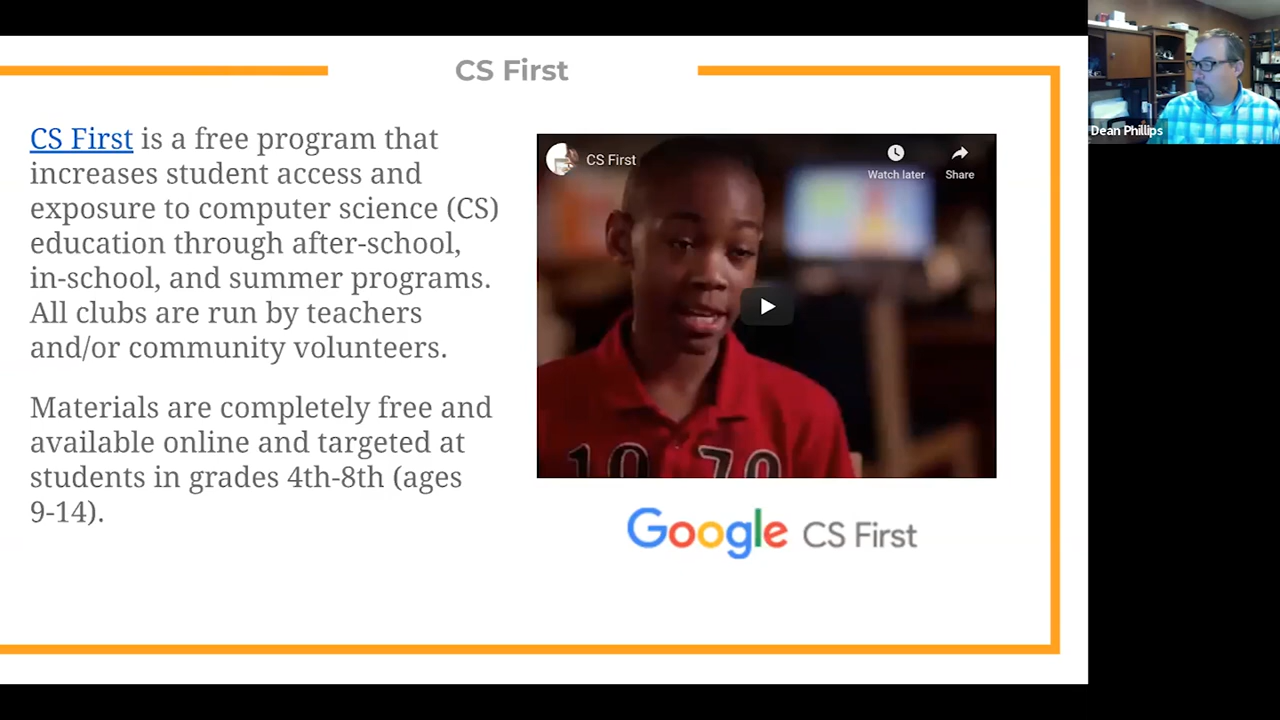 CS First
CS First is a free program that
increases student access and
exposure to computer science (CS)
education through after-school,
in-school, and summer programs.
All clubs are run by teachers
and/or community volunteers.
Materials are completely free and
available online and targeted at
students in grades 4th-8th (ages
9-14).
CS First
Watch later
Share
1970
Google CS First
Dean Phillips